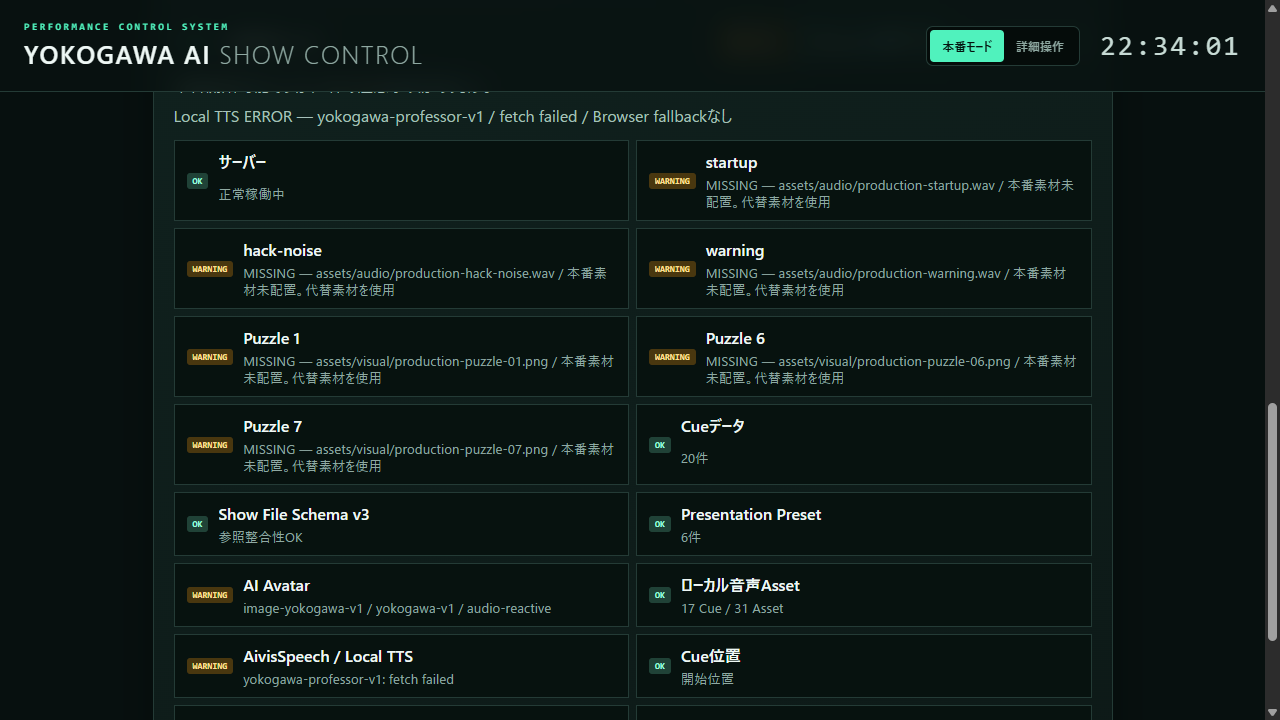 PERFORMANCE CONTROL SYSTEM
YOKOGAWA AI SHOW CONTROL
本番モード
詳細操作
22:34:01
Local TTS ERROR — yokogawa-professor-v1 / fetch failed / Browser fallbackなし
OK
サーバー
正常稼働中
WARNING
startup
MISSING — assets/audio/production-startup.wav / 本番素材未
配置。代替素材を使用
WARNING
hack-noise
MISSING — assets/audio/production-hack-noise.wav / 本番素
材未配置。代替素材を使用
WARNING
warning
MISSING — assets/audio/production-warning.wav / 本番素材
未配置。代替素材を使用
WARNING
Puzzle 1
MISSING — assets/visual/production-puzzle-01.png / 本番素材
未配置。代替素材を使用
WARNING
Puzzle 6
MISSING — assets/visual/production-puzzle-06.png / 本番素材
未配置。代替素材を使用
WARNING
Puzzle 7
MISSING — assets/visual/production-puzzle-07.png / 本番素材
未配置。代替素材を使用
OK
Cueデータ
20件
OK
Show File Schema v3
参照整合性OK
OK
Presentation Preset
6件
WARNING
AI Avatar
image-yokogawa-v1 / yokogawa-v1 / audio-reactive
OK
ローカル音声Asset
17 Cue / 31 Asset
WARNING
AivisSpeech / Local TTS
yokogawa-professor-v1: fetch failed
OK
Cue位置
開始位置